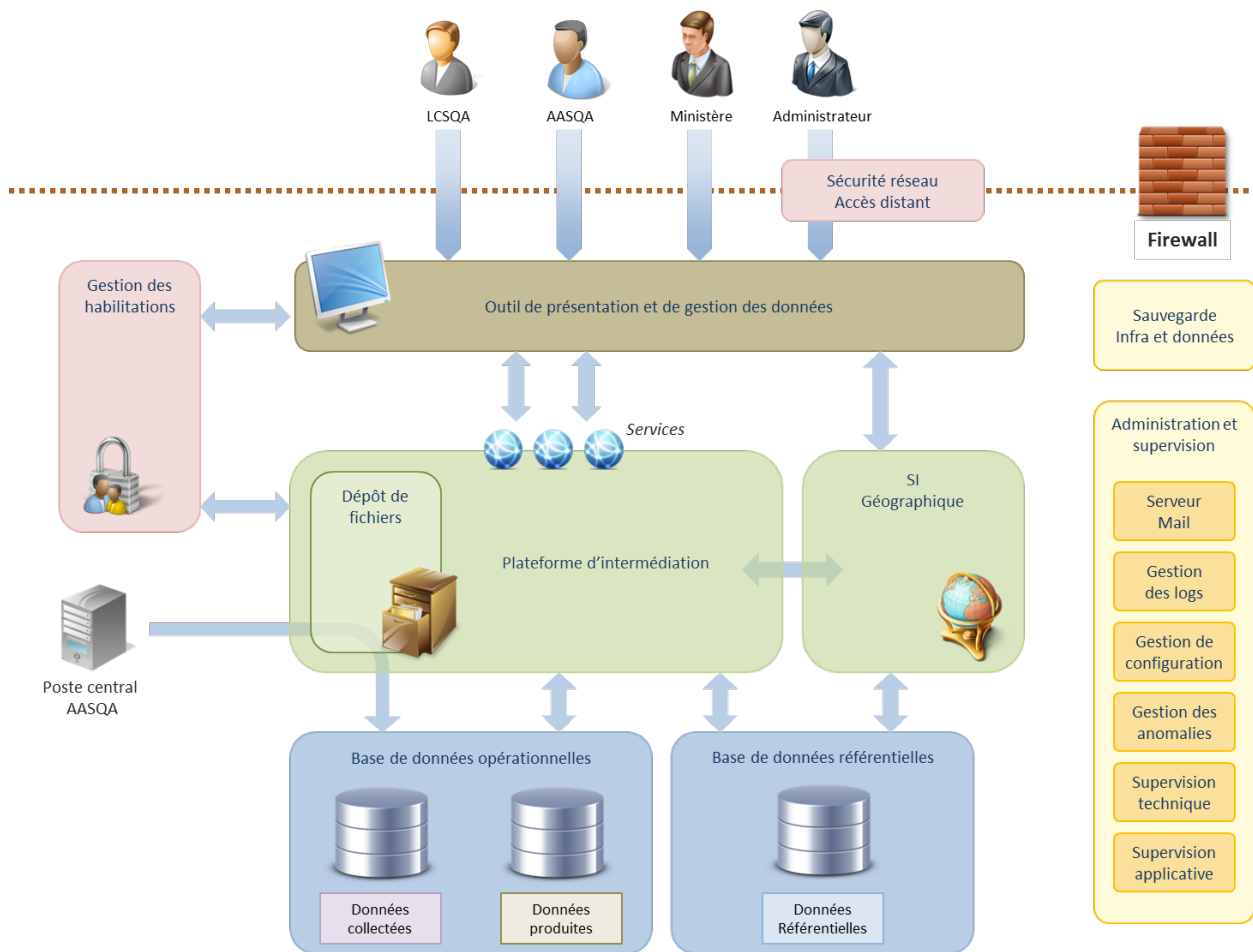 LCSQA
AASQA
Ministère
Administrateur
Sécurité réseau
Accès distant
Firewall
Gestion des
habilitations
Outil de présentation et de gestion des données
Sauvegarde
Infra et données
Services
Administration et
supervision
Dépôt de
fichiers
Plateforme d'intermédiation
SI
Géographique
Serveur
Mail
Gestion
des logs
Gestion de
configuration
Gestion des
anomalies
Supervision
technique
Supervision
applicative
Poste central
AASQA
Base de données opérationnelles
Base de données référentielles
Données
collectées
Données
produites
Données
Référentielles